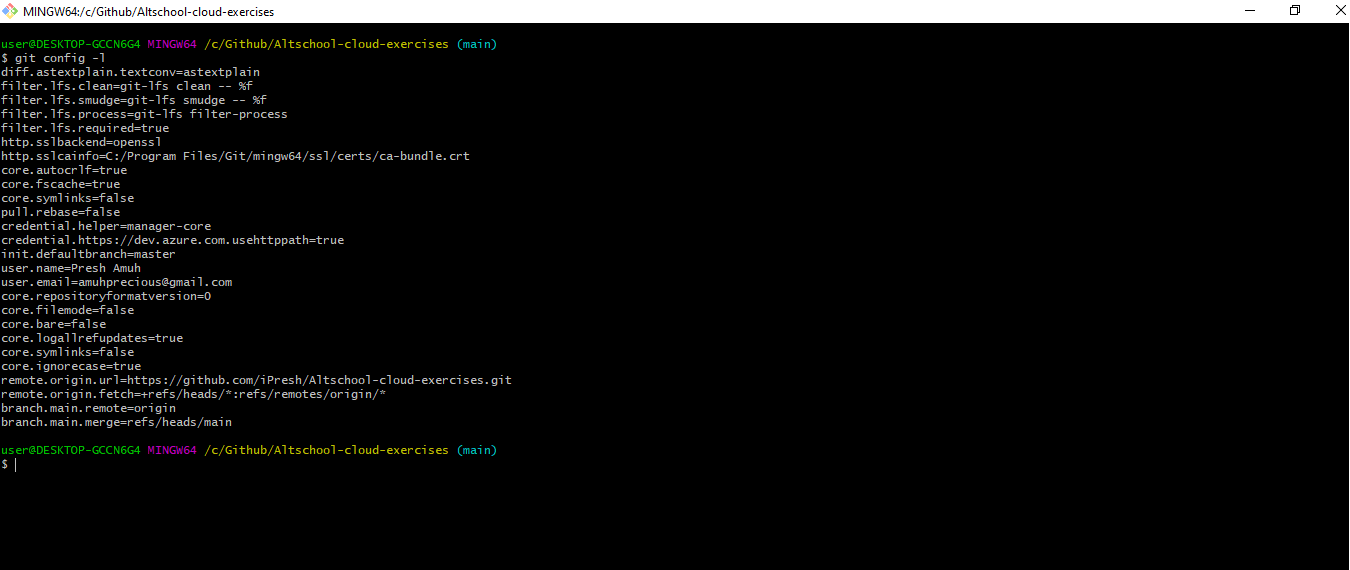 MINGW64:/c/Github/Altschool-cloud-exercises
user@DESKTOP-GCCN6G4 MINGW64 /c/Github/Altschool-cloud-exercises (main)
$ git config -l
diff.astextplain.textconv=astextplain
filter.lfs.clean=git-lfs clean -- %f
filter.lfs.smudge=git-lfs smudge -- %f
filter.lfs.process=git-lfs filter-process
filter.lfs.required=true
http.sslbackend=openssl
http.sslcainfo=C:/Program Files/Git/mingw64/ssl/certs/ca-bundle.crt
core.autocrlf=true
core.fscache=true
core.symlinks=false
pull.rebase=false
credential.helper=manager-core
credential.https://dev.azure.com.usehttppath=true
init.defaultbranch=master
user.name=Presh Amuh
user.email=amuhprecious@gmail.com
core.repositoryformatversion=0
core.filemode=false
core.bare=false
core.logallrefupdates=true
core.symlinks=false
core.ignorecase=true
remote.origin.url=https://github.com/iPresh/Altschool-cloud-exercises.git
remote.origin.fetch=+refs/heads/*:refs/remotes/origin/*
branch.main.remote=origin
branch.main.merge=refs/heads/main
user@DESKTOP-GCCN6G4 MINGW64 /c/Github/Altschool-cloud-exercises (main)
$